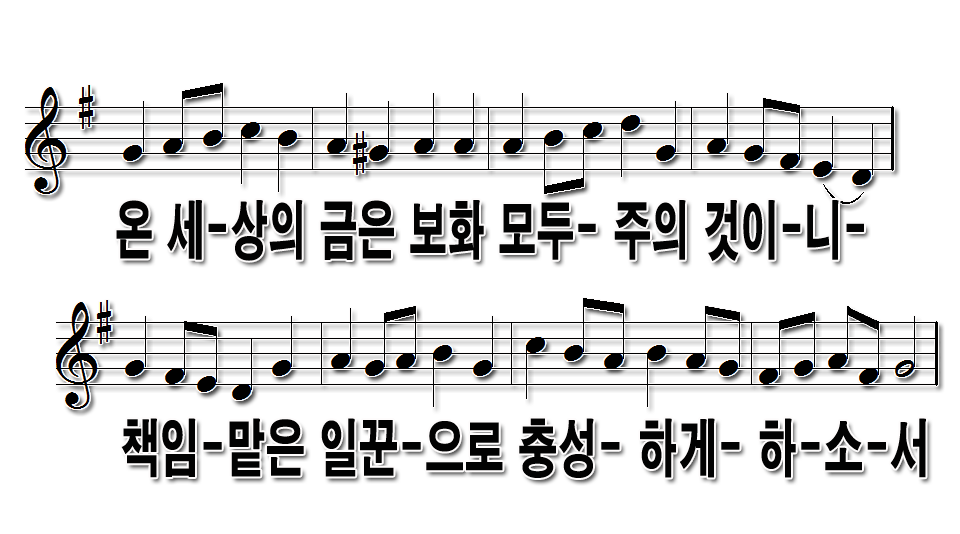 온 세-상의 금은 보화 모두- 주의 것이-니-
책임-맡은 일꾼-으로 충성- 하게- 하-소-서